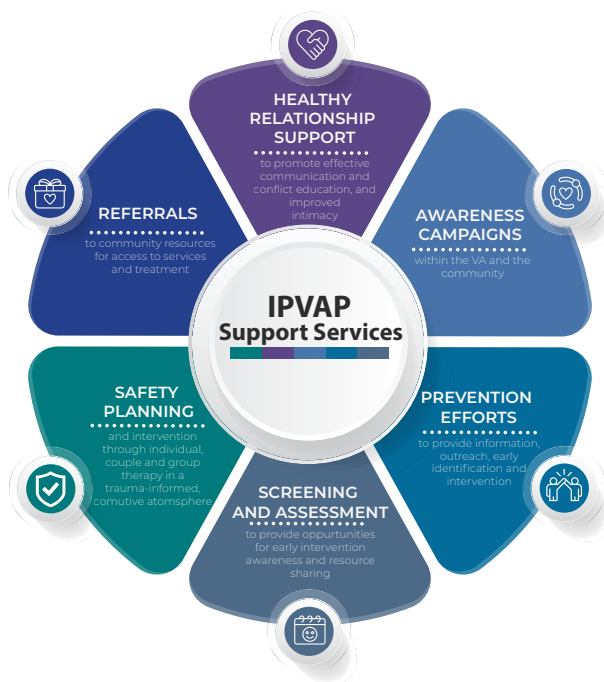 HEALTHY
RELATIONSHIP
SUPPORT
to promote effective
communication and
conflict education, and
improved
intimacy
AWARENESS
CAMPAIGNS
within the VA and the
community
PREVENTION
EFFORTS
to provide information,
outreach, early
identification and
intervention
SCREENING
AND ASSESSMENT
to provide oppurtunities
for early intervention
awareness and resource
sharing
SAFETY
PLANNING
and intervention
through individual,
couple and group
therapy in a
trauma-informed,
comutive atomsphere
REFERRALS
to community resources
for access to services
and treatment
IPVAP
Support Services